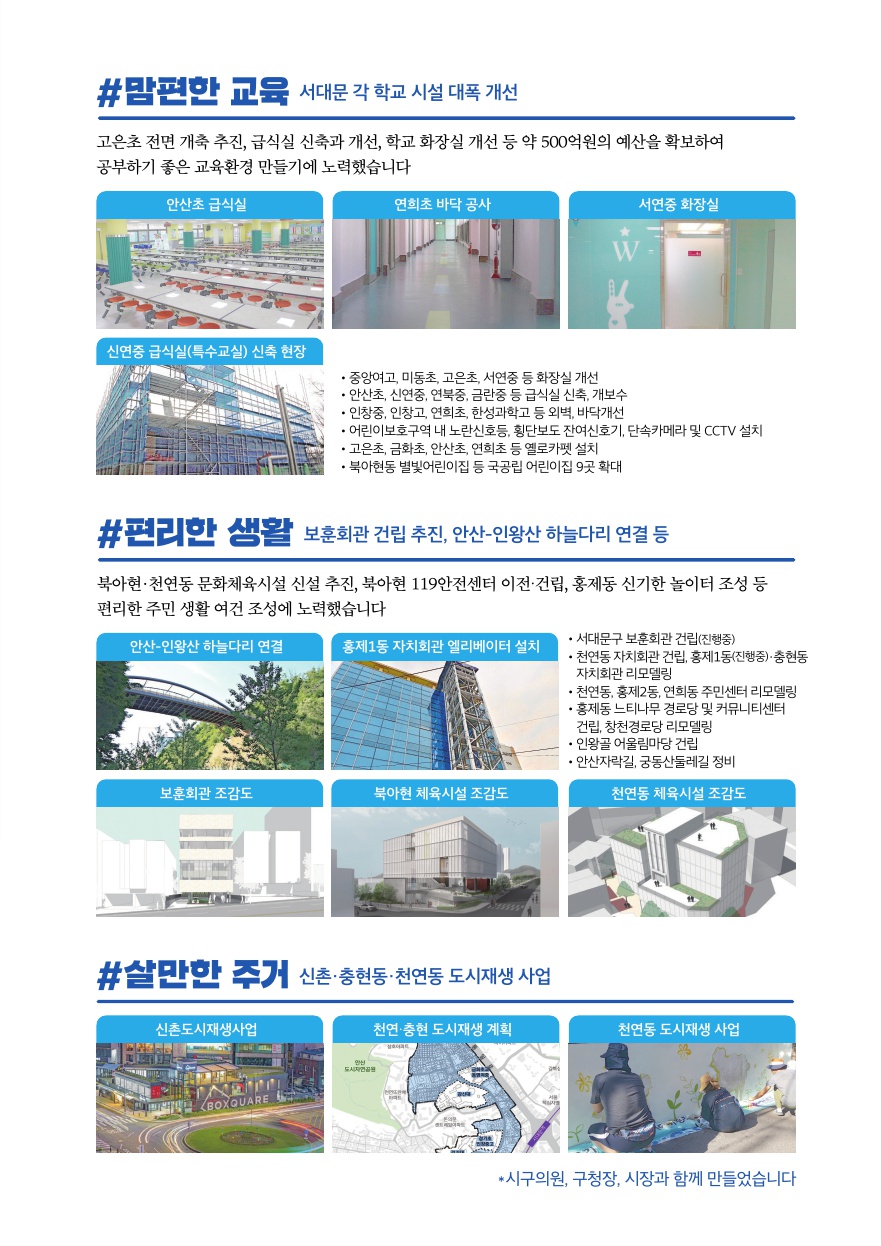 #맘편한 교육 서대문 각 학교 시설 대폭 개선
고은초 전면 개축 추진, 급식실 신축과 개선, 학교 화장실 개선 등 약 500억원의 예산을 확보하여
공부하기 좋은 교육환경 만들기에 노력했습니다
안산초 급식실
연희초 바닥 공사
서연중 화장실
W
신연중 급식실(특수교실) 신축 현장
• 중앙여고, 미동초, 고은초, 서연중 등 화장실 개선
• 안산초, 신연중, 연북중, 금란중 등 급식실 신축, 개보수
• 인창중, 인창고, 연희초, 한성과학고 등 외벽, 바닥개선
• 어린이보호구역 내 노란신호등, 횡단보도 잔여신호기, 단속카메라 및 CCTV 설치
• 고은초, 금화초, 안산초, 연희초 등 옐로카펫 설치
• 북아현동 별빛어린이집 등 국공립 어린이집 9곳 확대
#편리한 생활 보훈회관 건립 추진, 안산-인왕산 하늘다리 연결 등
북아현·천연동 문화체육시설 신설 추진, 북아현 119안전센터 이전·건립, 홍제동 신기한 놀이터 조성 등
편리한 주민 생활 여건 조성에 노력했습니다
안산-인왕산 하늘다리 연결
홍제1동 자치회관 엘리베이터 설치
• 서대문구 보훈회관 건립(진행중)
• 천연동 자치회관 건립, 홍제1동(진행중)·충현동
자치회관 리모델링
• 천연동, 홍제2동, 연희동 주민센터 리모델링
• 홍제동 느티나무 경로당 및 커뮤니티센터
건립, 창천경로당 리모델링
• 인왕골 어울림마당 건립
• 안산자락길, 궁동산둘레길 정비
보훈회관 조감도
북아현 체육시설 조감도
천연동 체육시설 조감도
#살만한 주거 신촌·충현동·천연동 도시재생 사업
신촌도시재생사업
천연·충현 도시재생 계획
천연동 도시재생 사업
BOXQUARE
안산
도시자연공원
*시구의원, 구청장, 시장과 함께 만들었습니다